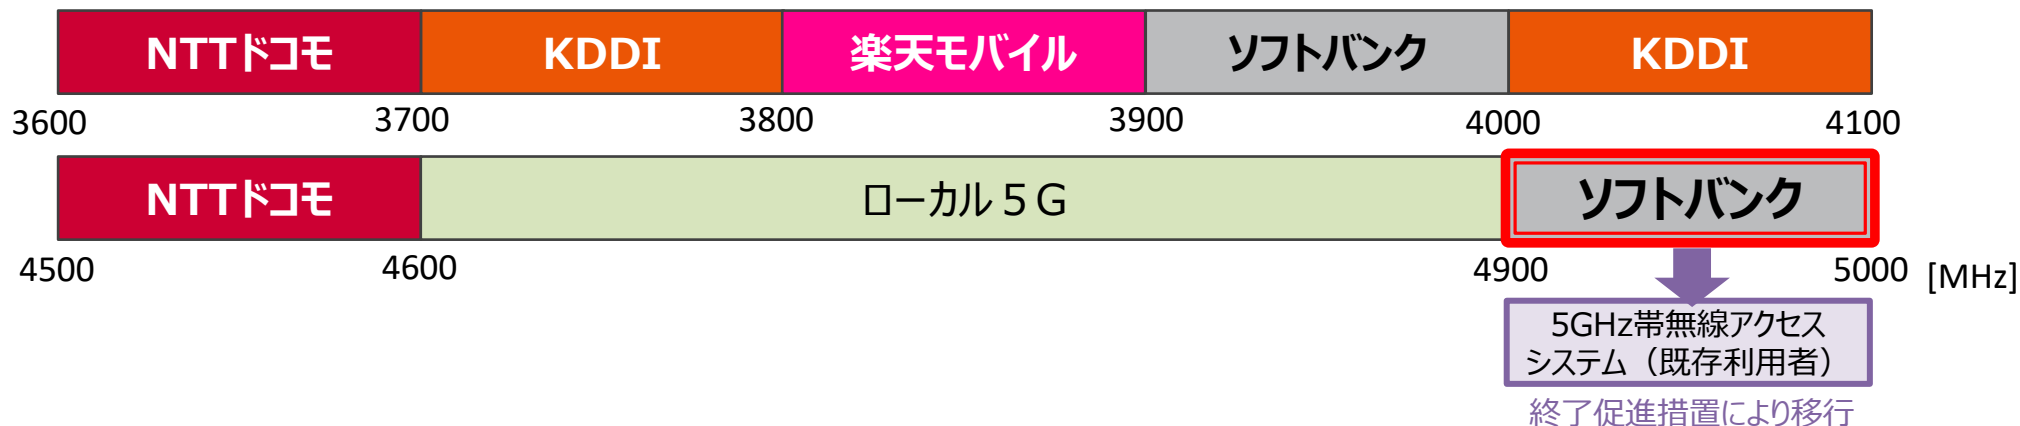 NTTドコモ KDDI 楽天モバイル ソフトバンク KDDI
3600 3700 3800 3900 4000 4100
NTTドコモ ローカル５G ソフトバンク
4500 4600 4900 5000 [MHz]
5GHz帯無線アクセス
システム（既存利用者）
終了促進措置により移行